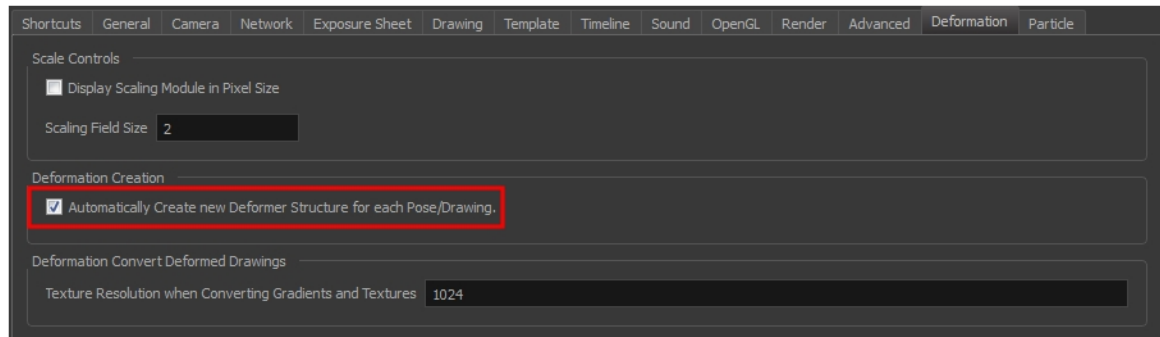 Shortcuts General Camera Network Exposure Sheet Drawing Template Timeline Sound OpenGL Render Advanced Deformation Particle
Scale Controls
Display Scaling Module in Pixel Size
Scaling Field Size 2
Deformation Creation
Automatically Create new Deformer Structure for each Pose/Drawing.
Deformation Convert Deformed Drawings
Texture Resolution when Converting Gradients and Textures 1024